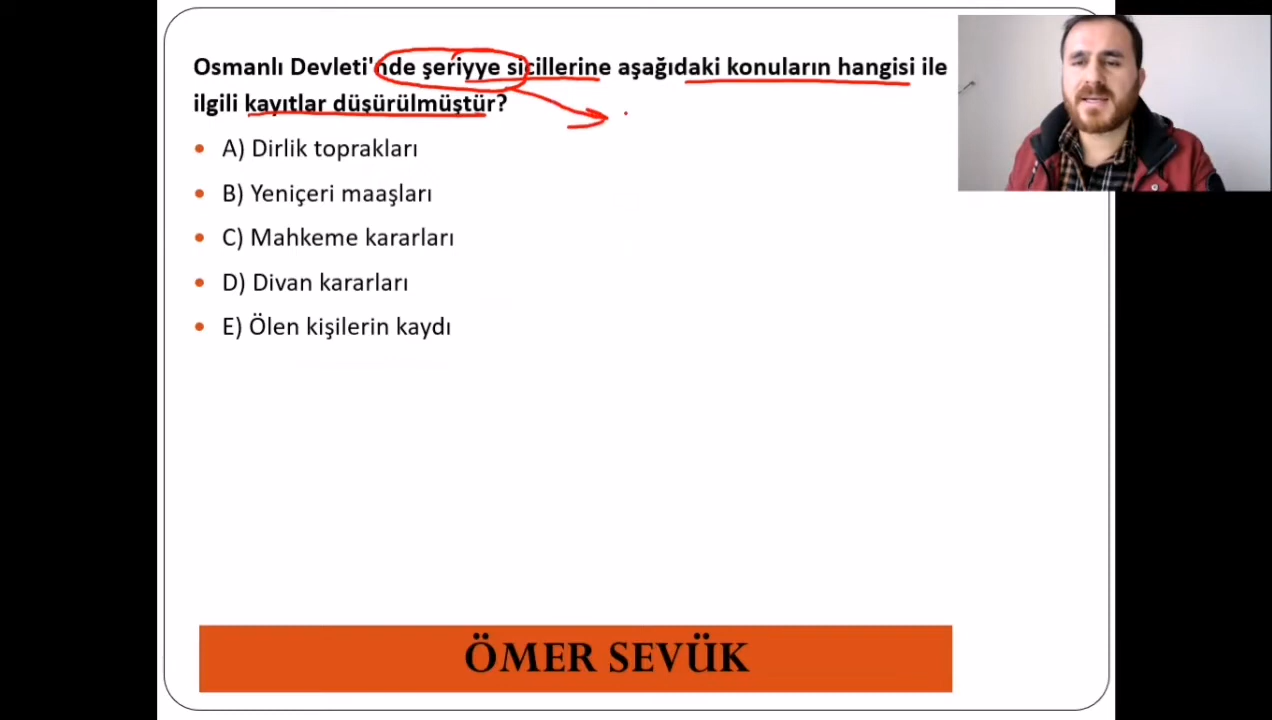 Osmanlı Devleti'nde şeriyye sicillerine aşağıdaki konuların hangisi ile
ilgili kayıtlar düşürülmüştür?
• A) Dirlik toprakları
• B) Yeniçeri maaşları
• C) Mahkeme kararları
• D) Divan kararları
• E) Ölen kişilerin kaydı
ÖMER SEVÜK